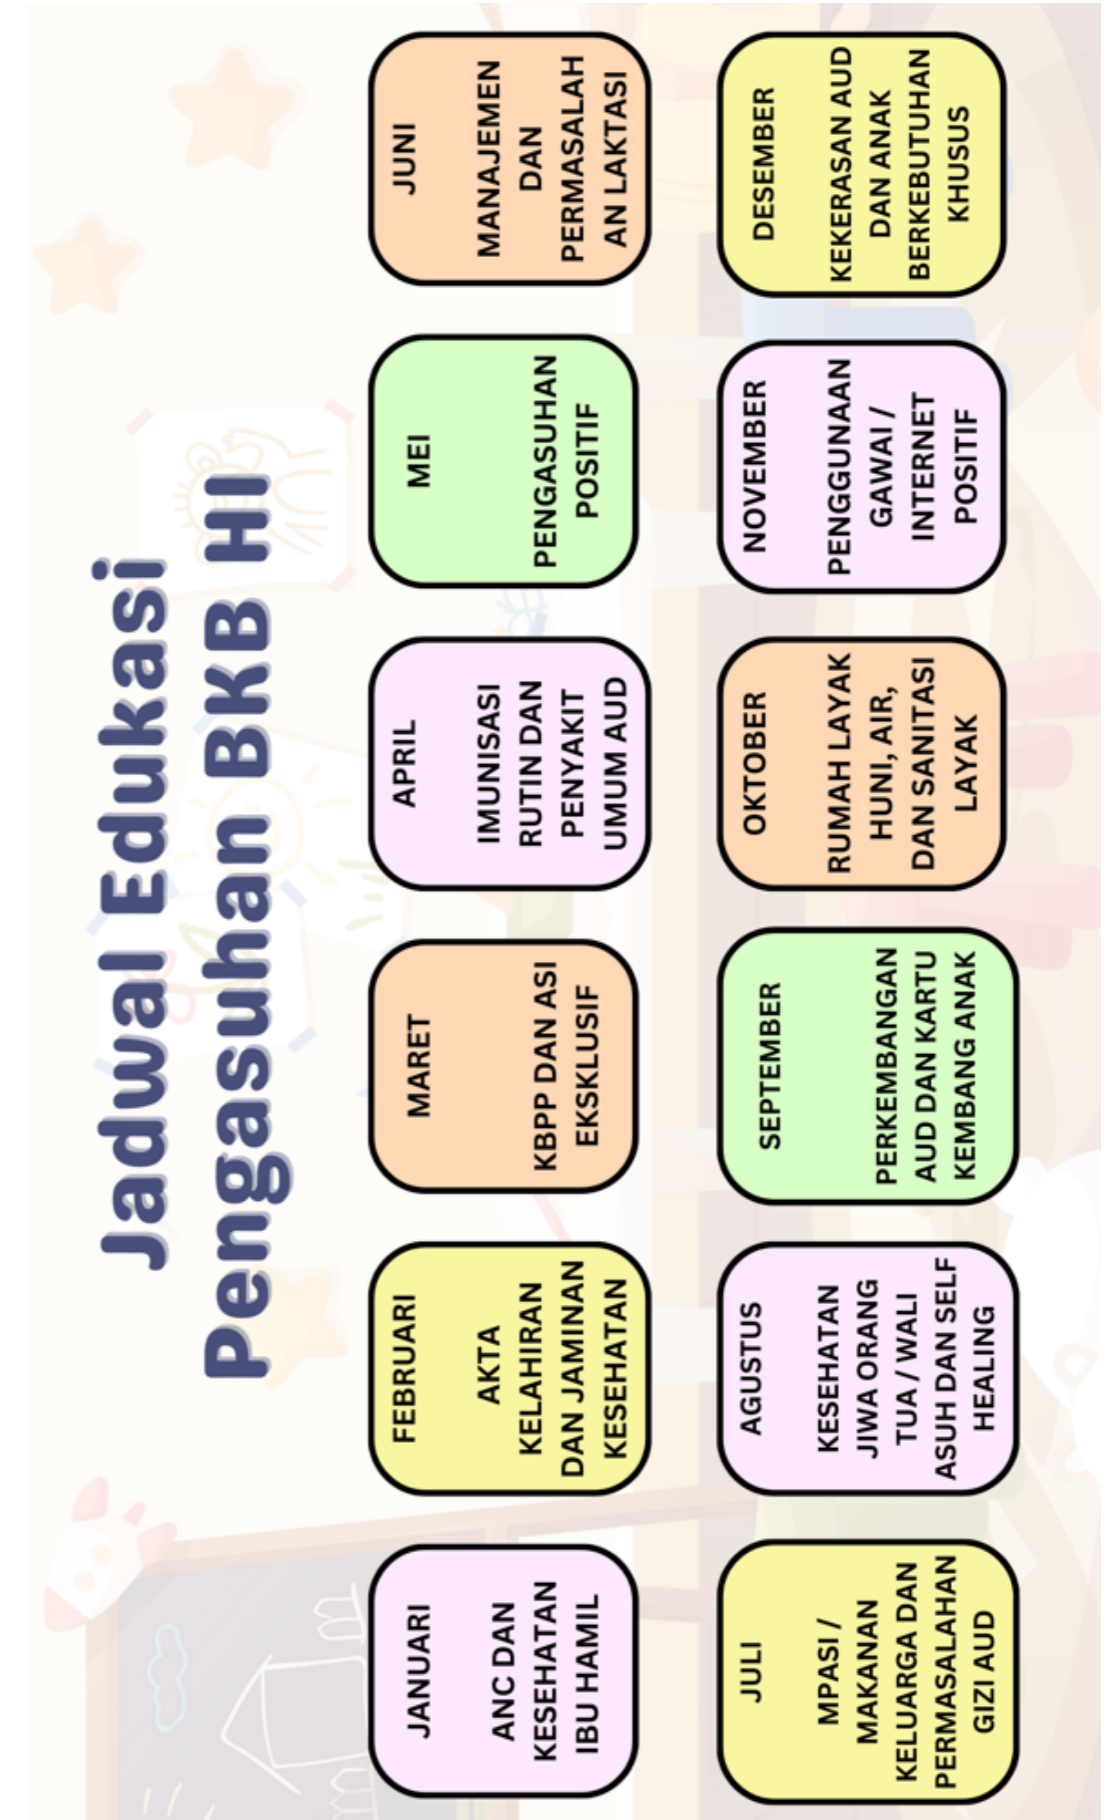 Jadwal Edukasi
Pengasuhan BKB HI
JANUARI
ANC DAN
KESEHATAN
IBU HAMIL
FEBRUARI
AKTA
KELAHIRAN
DAN JAMINAN
KESEHATAN
MARET
KBPP DAN ASI
EKSKLUSIF
APRIL
IMUNISASI
RUTIN DAN
PENYAKIT
UMUM AUD
MEI
PENGASUHAN
POSITIF
JUNI
MANAJEMEN
DAN
PERMASALAH
AN LAKTASI
JULI
MPASI /
MAKANAN
KELUARGA DAN
PERMASALAHAN
GIZI AUD
AGUSTUS
KESEHATAN
JIWA ORANG
TUA / WALI
ASUH DAN SELF
HEALING
SEPTEMBER
PERKEMBANGAN
AUD DAN KARTU
KEMBANG ANAK
OKTOBER
RUMAH LAYAK
HUNI, AIR,
DAN SANITASI
LAYAK
NOVEMBER
PENGGUNAAN
GAWAI /
INTERNET
POSITIF
DESEMBER
KEKERASAN AUD
DAN ANAK
BERKEBUTUHAN
KHUSUS